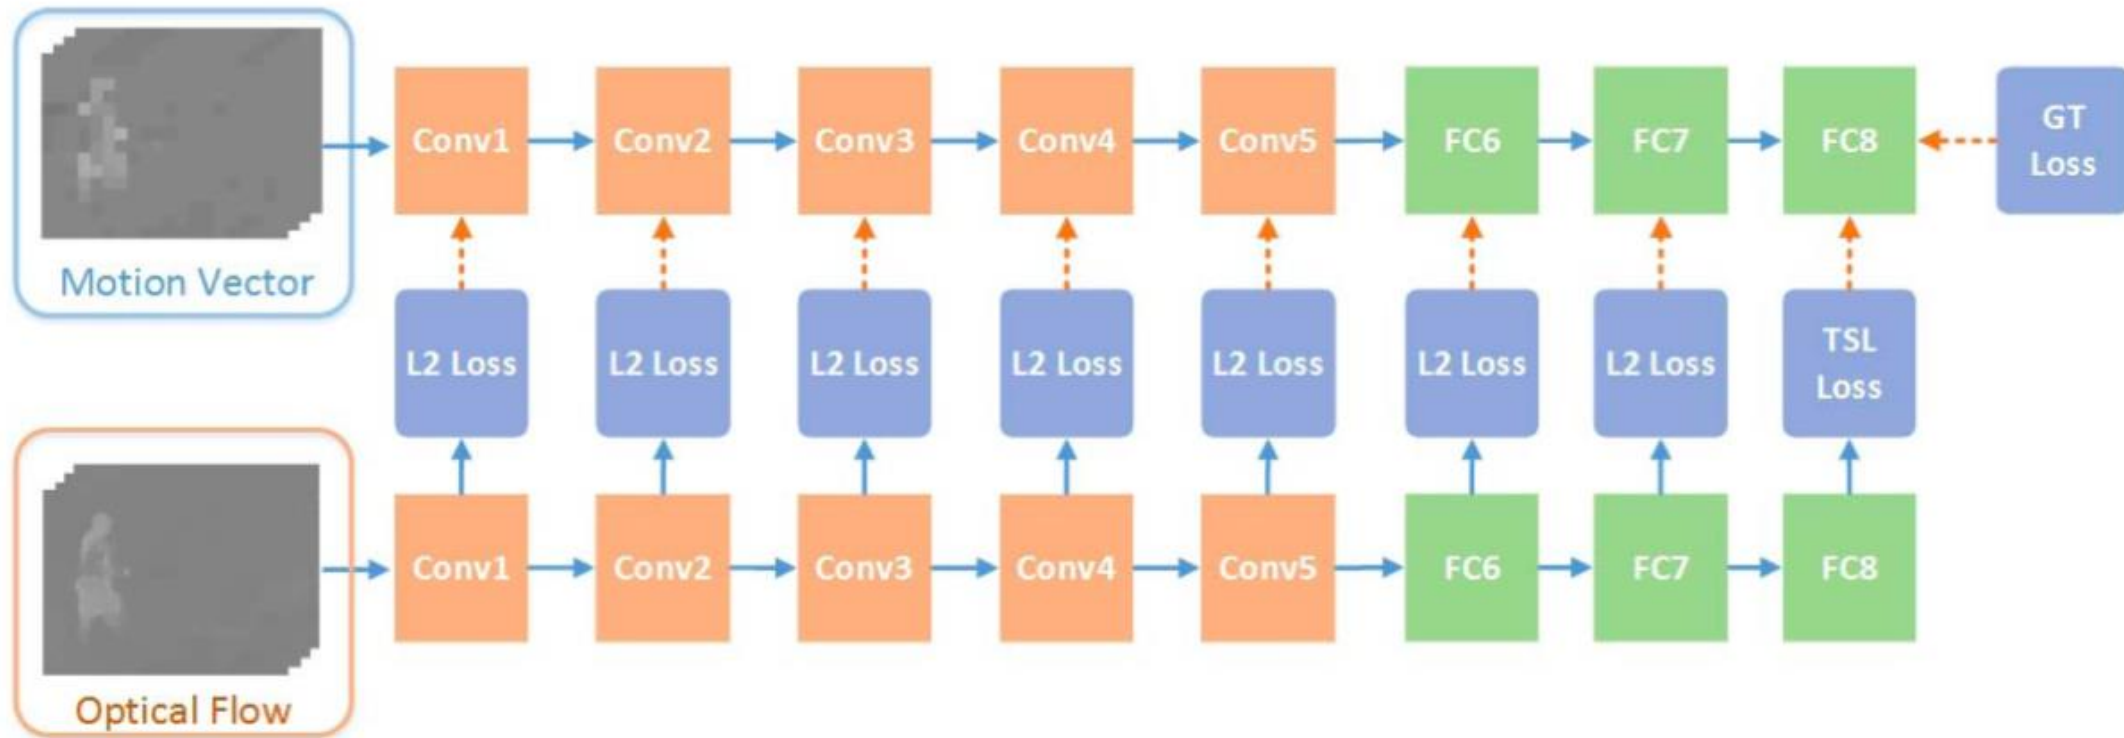 Motion Vector
Conv1
Conv2
Conv3
Conv4
Conv5
FC6
FC7
FC8
GT
Loss
L2 Loss
L2 Loss
L2 Loss
L2 Loss
L2 Loss
L2 Loss
L2 Loss
TSL
Loss
Optical Flow
Conv1
Conv2
Conv3
Conv4
Conv5
FC6
FC7
FC8